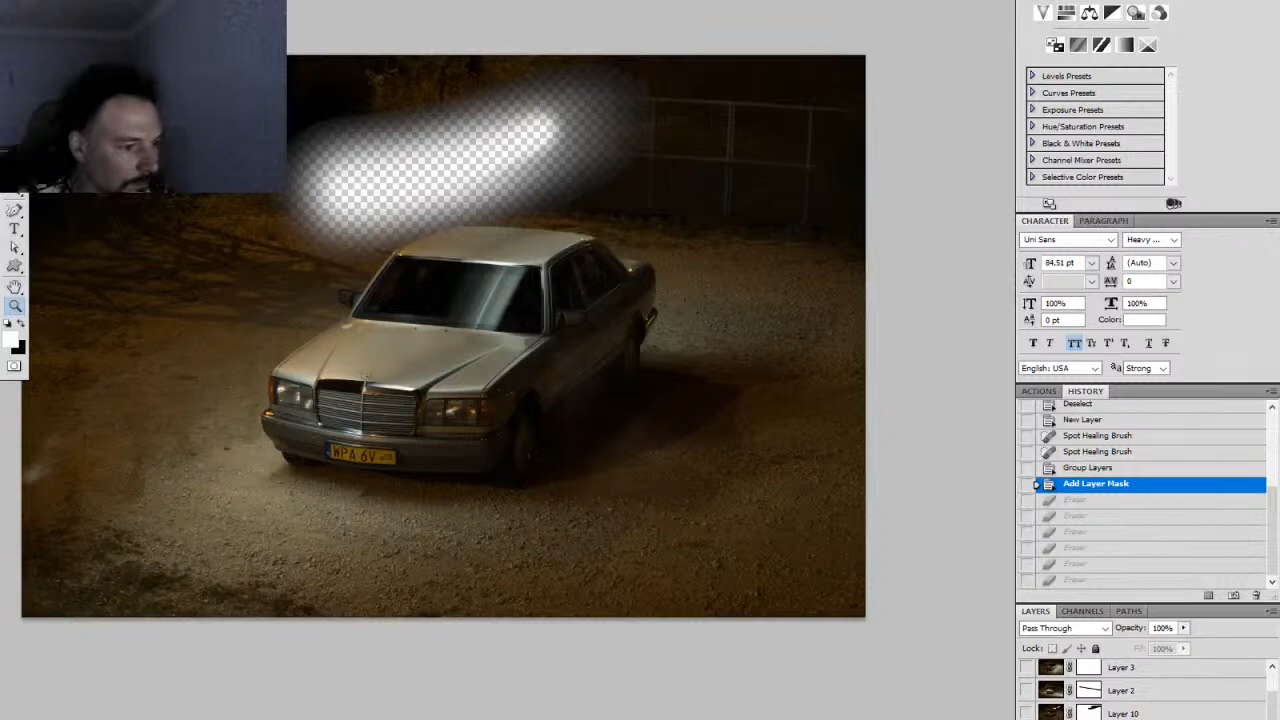 Levels Presets
Curves Presets
Exposure Presets
Hue/Saturation Presets
Black & White Presets
Channel Mixer Presets
Selective Color Presets
CHARACTER PARAGRAPH
Uni Sans Heavy ...
84,51 pt (Auto)
0
100% 100%
0 pt Color:
T T TT Tr T' T, T T
English: USA aa Strong
ACTIONS HISTORY
Deselect
New Layer
Spot Healing Brush
Spot Healing Brush
Group Layers
Add Layer Mask
Eraser
Eraser
Eraser
Eraser
Eraser
Eraser
LAYERS CHANNELS PATHS
Pass Through Opacity: 100%
Lock: Fill: 100%
Layer 3
Layer 2
Layer 10
WPA 6V